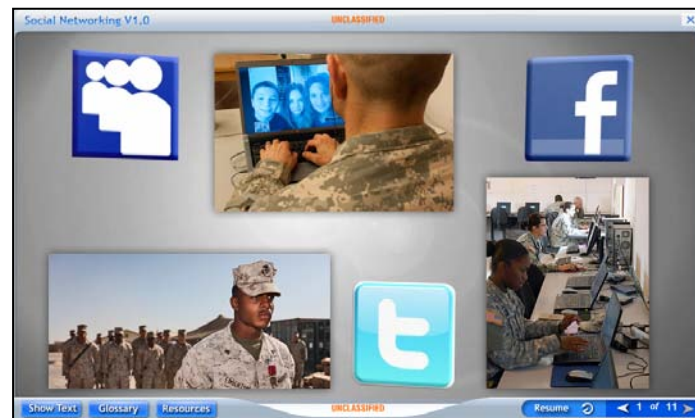 Social Networking V1.0
UNCLASSIFIED
f
t
Show Text
Glossary
Resources
UNCLASSIFIED
Resume
1 of 11